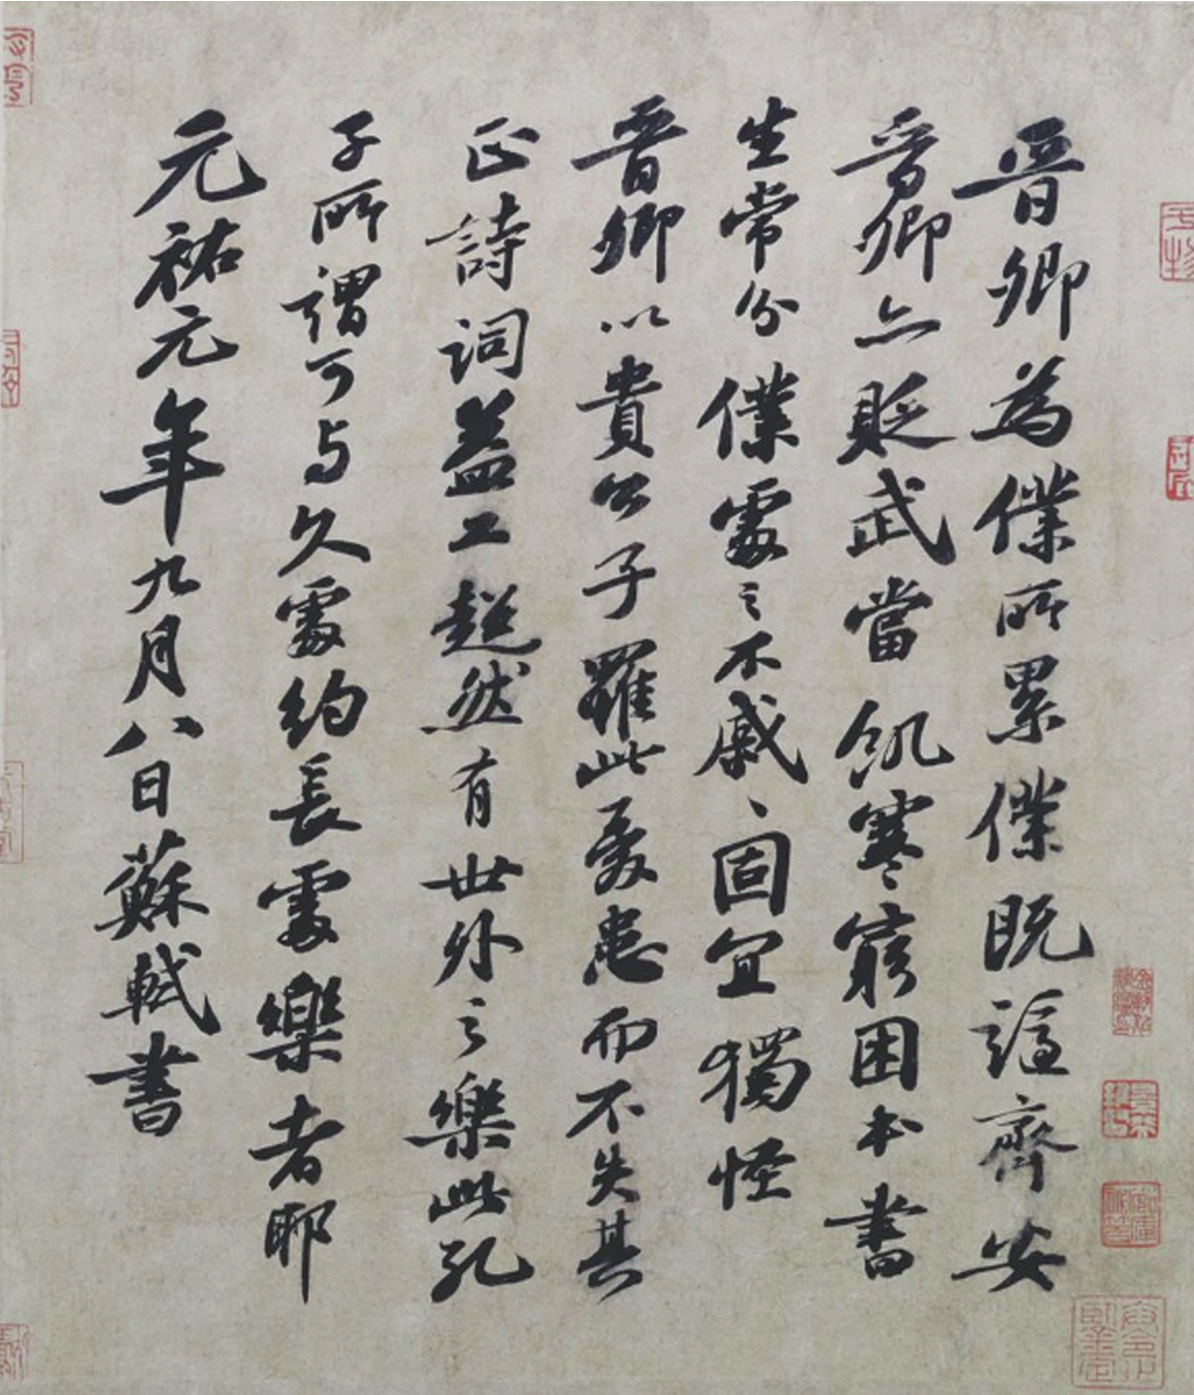 晉卿為僕所累僕既謫齊安
晉卿亦貶武當飢寒窮困本書
生常分僕處之不戚戚固宜獨怪
晉卿以貴公子罹此憂患而不失其
正詩詞益工超然有世外之樂此孔
子所謂可与久處約長處樂者耶
元祐元年九月八日蘇軾書